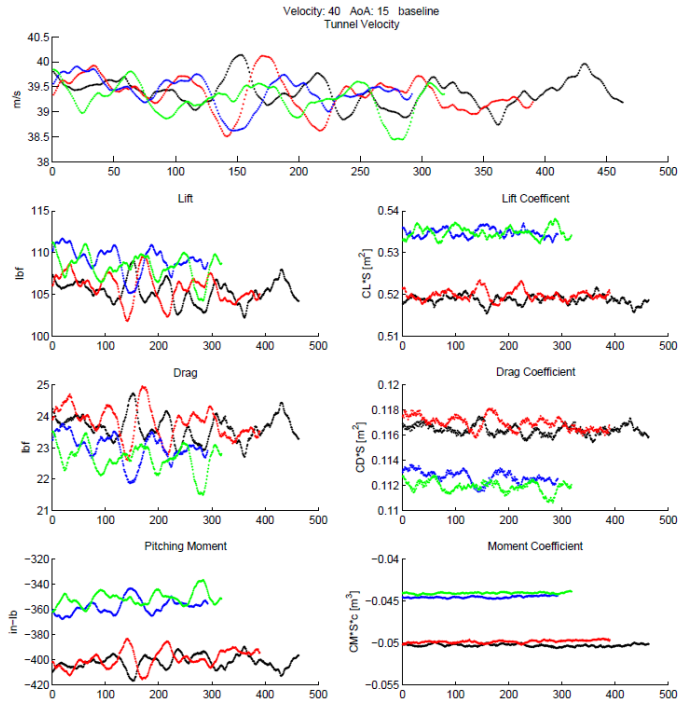 Velocity: 40 AoA: 15 baseline
Tunnel Velocity
40.5
40
39.5
39
38.5
38
m/s
0 50 100 150 200 250 300 350 400 450 500
Lift
115
110
105
100
lbf
0 100 200 300 400 500
Lift Coefficent
0.54
0.53
0.52
0.51
CL*S [m²]
0 100 200 300 400 500
Drag
25
24
23
22
21
lbf
0 100 200 300 400 500
Drag Coefficient
0.12
0.118
0.116
0.112
0.11
CD*S [m²]
0 100 200 300 400 500
Pitching Moment
−320
−340
−360
−380
−400
−420
in−lb
0 100 200 300 400 500
Moment Coefficient
−0.04
−0.045
−0.05
−0.055
CM*S*c [m³]
0 100 200 300 400 500